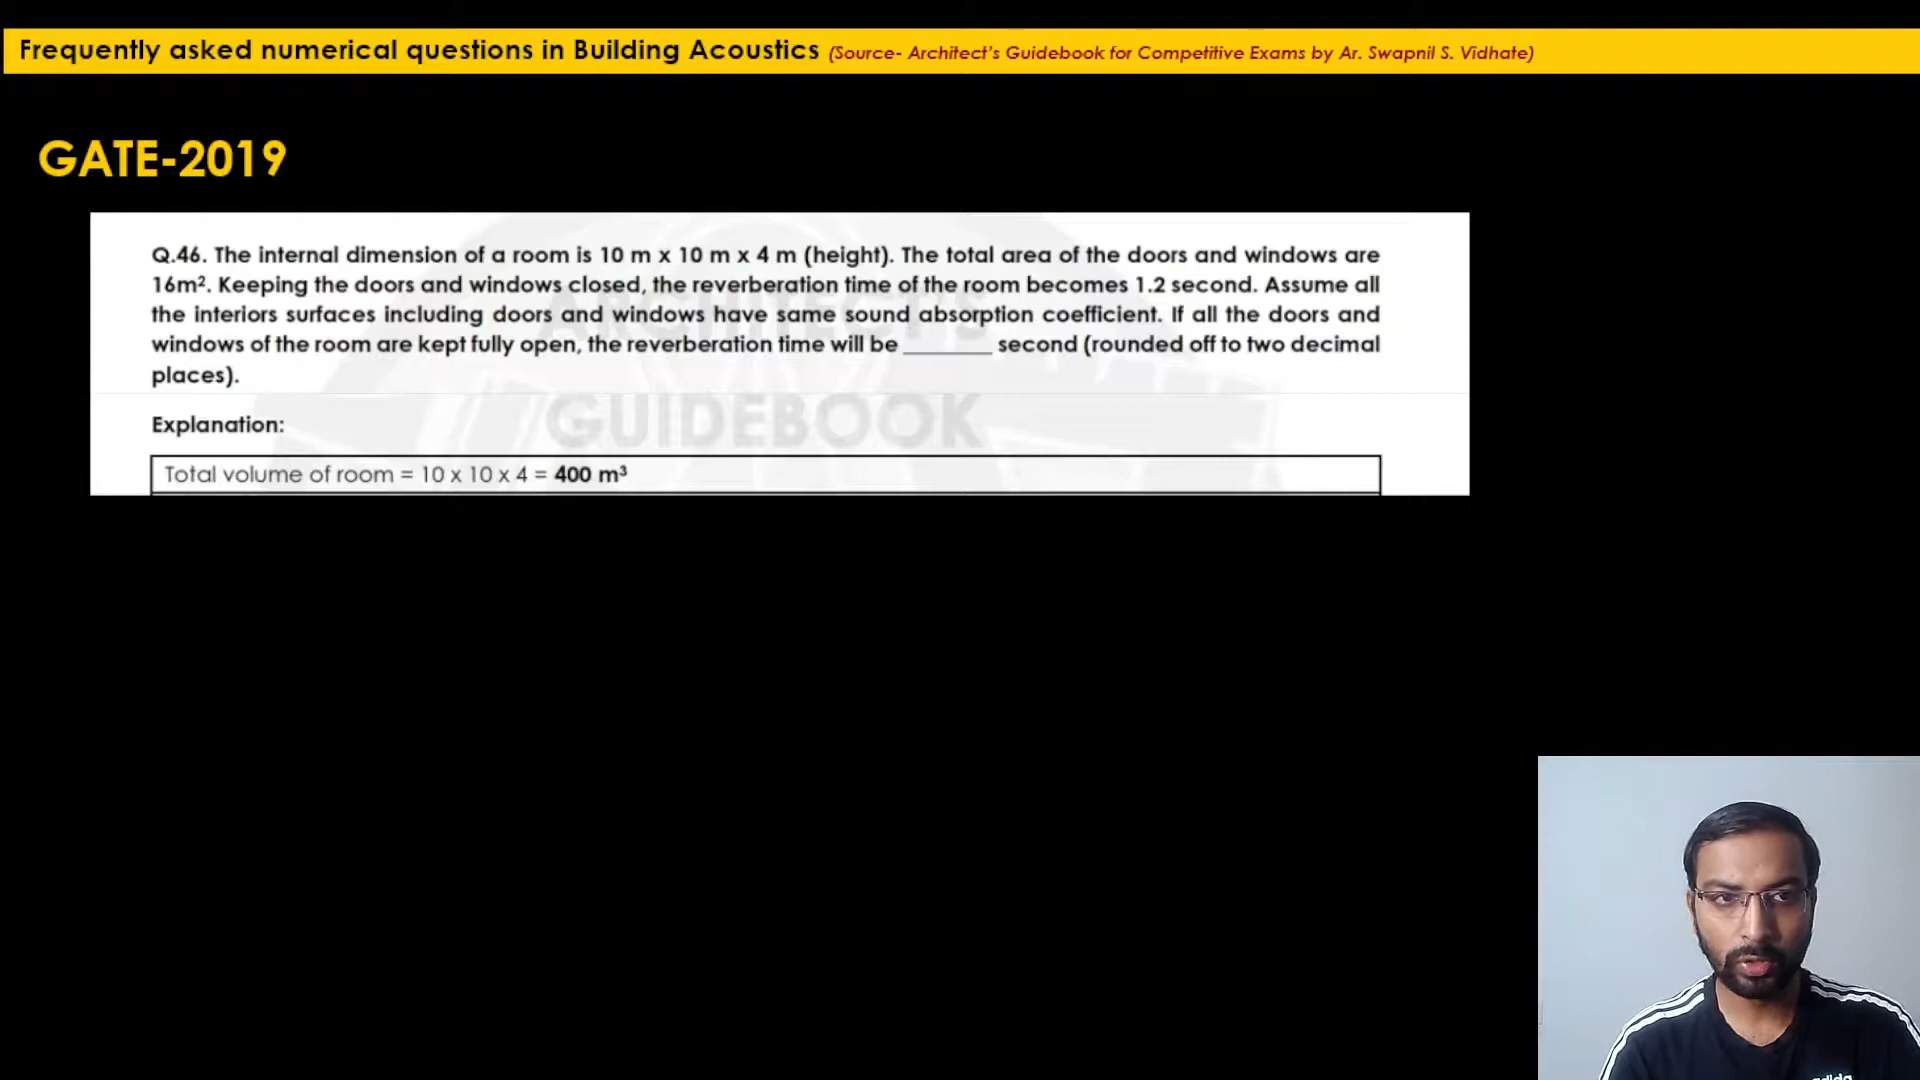 Frequently asked numerical questions in Building Acoustics (Source- Architect's Guidebook for Competitive Exams by Ar. Swapnil S. Vidhate)
GATE-2019
Q.46. The internal dimension of a room is 10 m x 10 m x 4 m (height). The total area of the doors and windows are
16m². Keeping the doors and windows closed, the reverberation time of the room becomes 1.2 second. Assume all
the interiors surfaces including doors and windows have same sound absorption coefficient. If all the doors and
windows of the room are kept fully open, the reverberation time will be ________ second (rounded off to two decimal
places).
ARCHITECT'S
GUIDEBOOK
Explanation:
Total volume of room = 10 x 10 x 4 = 400 m³